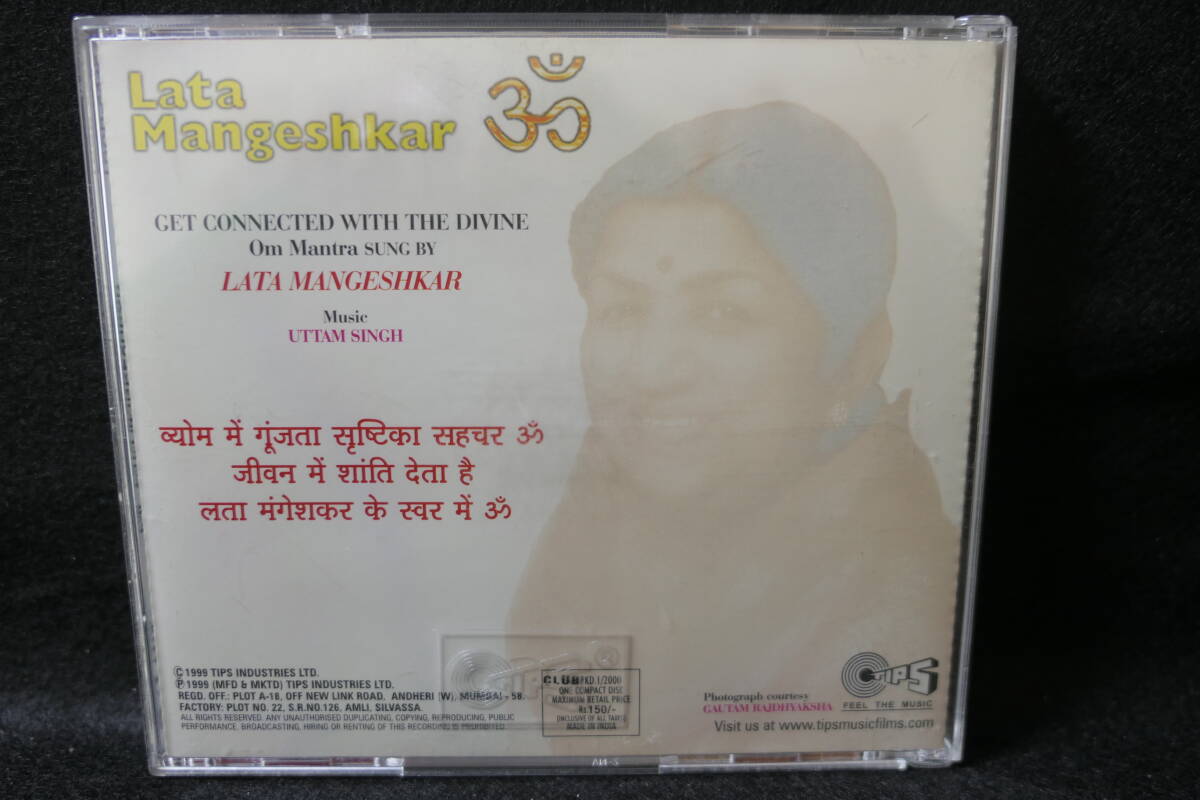 Lata
Mangeshkar ॐ
GET CONNECTED WITH THE DIVINE
Om Mantra SUNG BY
LATA MANGESHKAR
Music
UTTAM SINGH
व्योम में गूंजता सृष्टिका सहचर ॐ
जीवन में शांति देता है
लता मंगेशकर के स्वर में ॐ
© 1999 TIPS INDUSTRIES LTD.
℗ 1999 (MFD & MKTD) TIPS INDUSTRIES LTD.
REGD. OFF.: PLOT A-18, OFF NEW LINK ROAD, ANDHERI (W), MUMBAI - 58.
FACTORY: PLOT NO. 22, S.R.NO.126, AMLI, SILVASSA.
ALL RIGHTS RESERVED. ANY UNAUTHORISED DUPLICATING, COPYING, REPRODUCING, PUBLIC
PERFORMANCE, BROADCASTING, HIRING OR RENTING OF THIS RECORDING IS PROHIBITED.
TIPS
CLUB PKD.1/2000
ONE COMPACT DISC
MAXIMUM RETAIL PRICE
Rs.150/-
(INCLUSIVE OF ALL TAXES)
MADE IN INDIA
Photograph courtesy
GAUTAM RAJDHYAKSHA
TIPS
FEEL THE MUSIC
Visit us at www.tipsmusicfilms.com